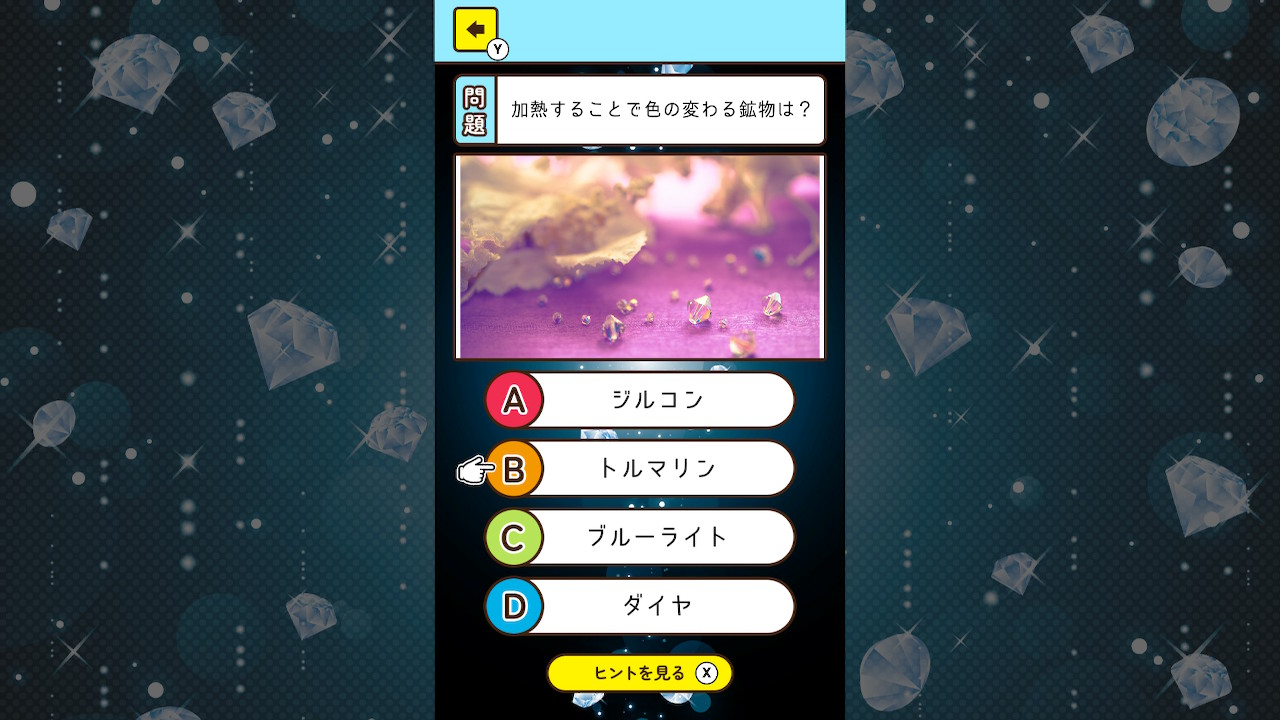 Y
問題
加熱することで色の変わる鉱物は？
A ジルコン
B トルマリン
C ブルーライト
D ダイヤ
ヒントを見る X